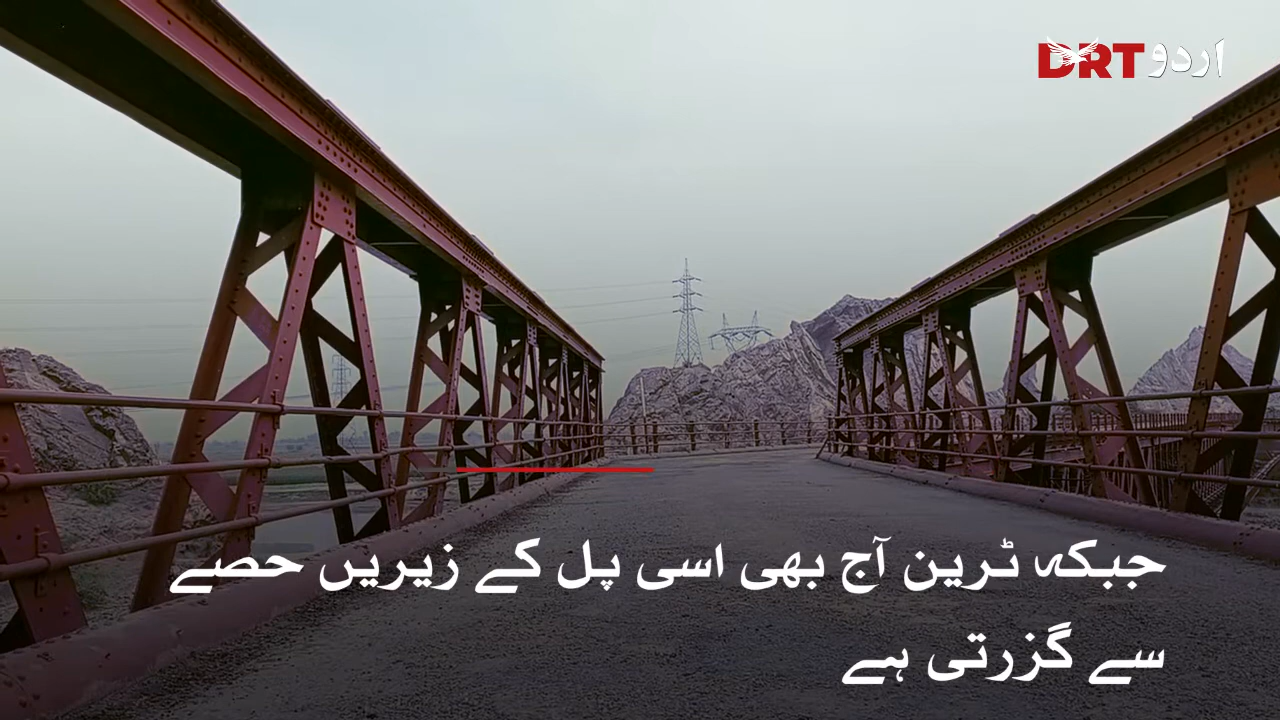 DRT اردو
جبکہ ٹرین آج بھی اسی پل کے زیریں حصے
سے گزرتی ہے